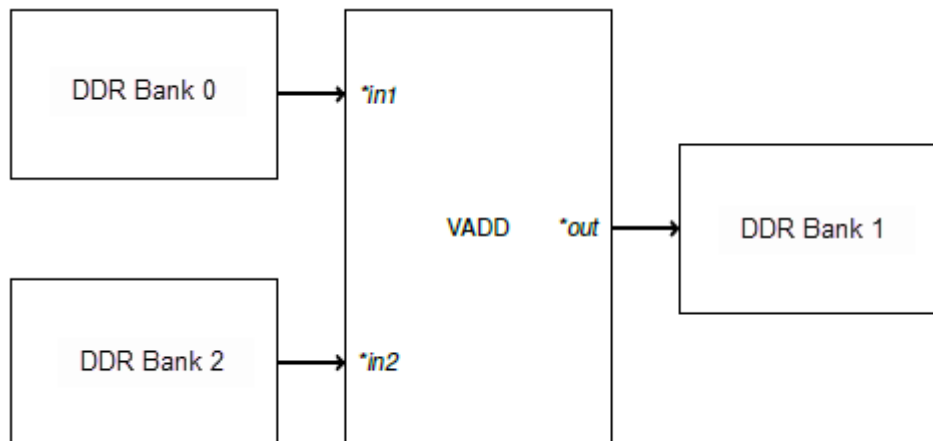 DDR Bank 0
*in1
VADD
*out
DDR Bank 1
DDR Bank 2
*in2